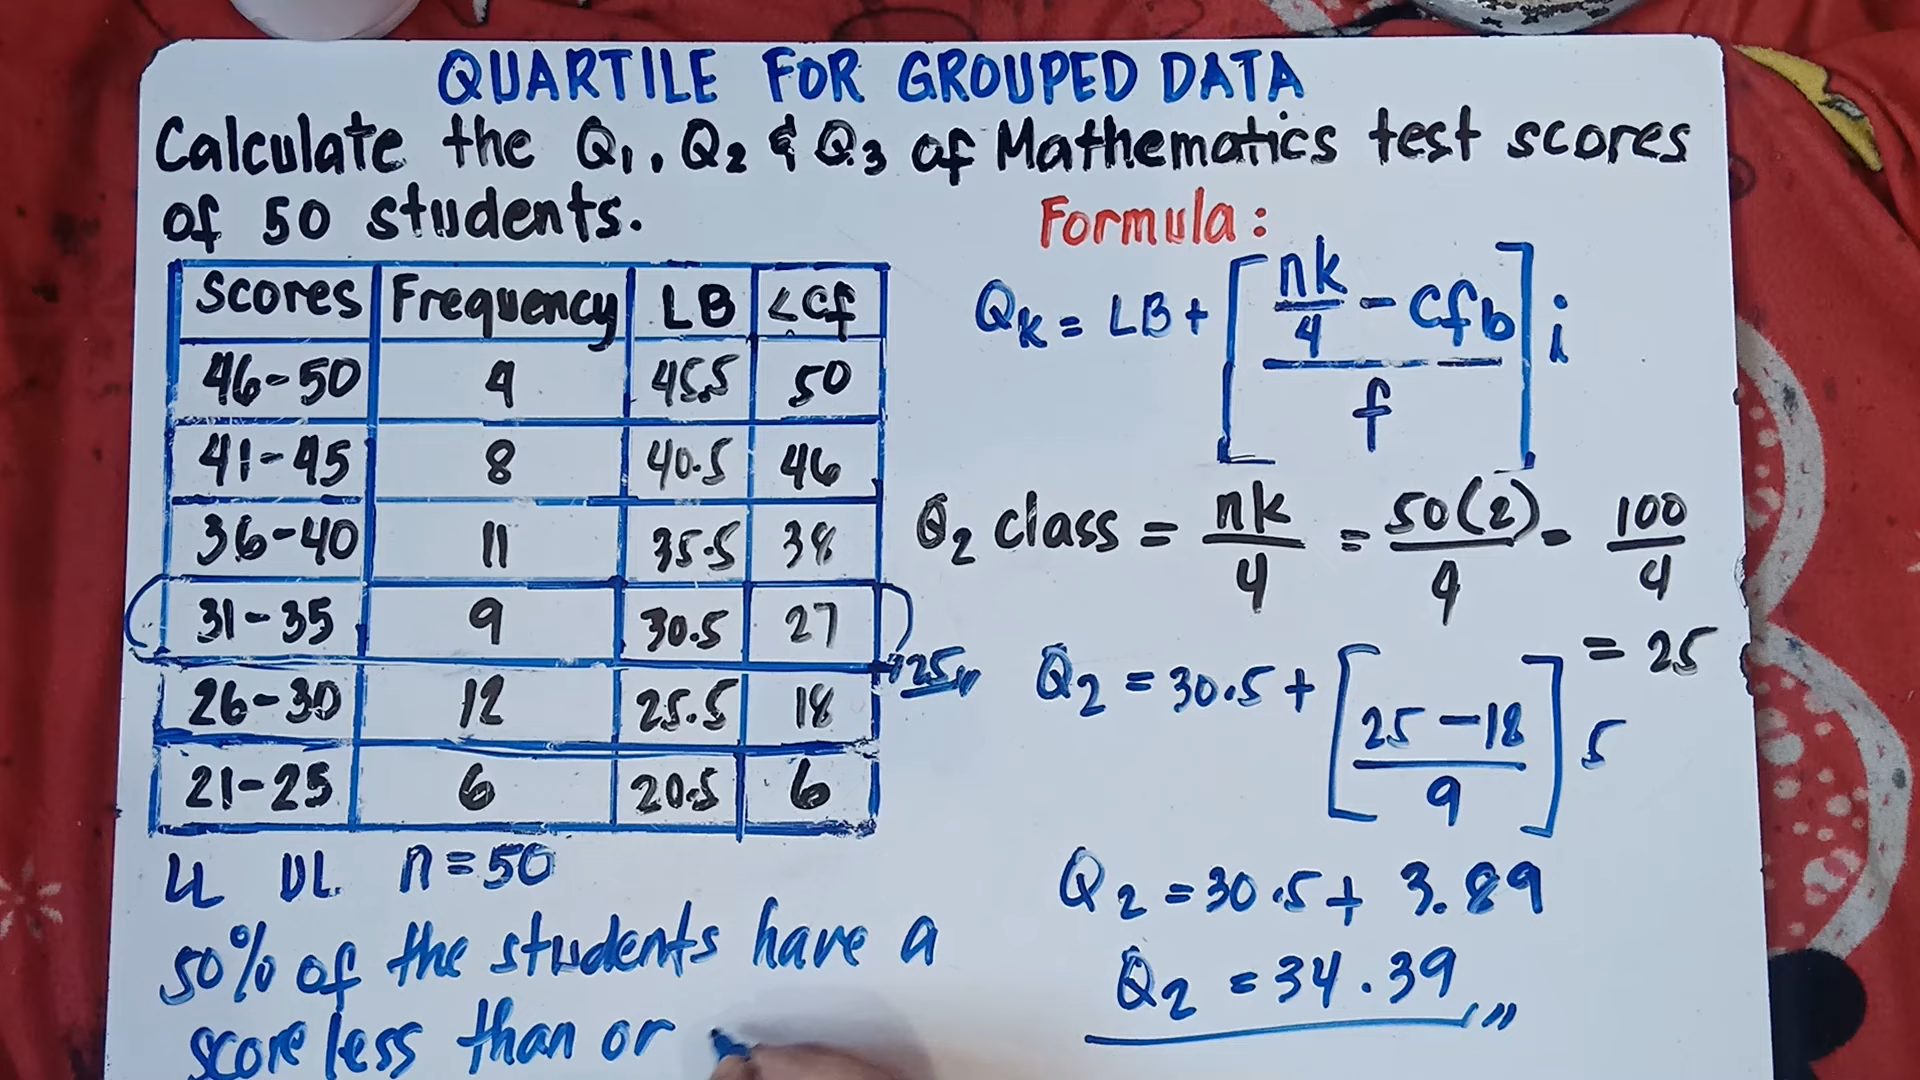 QUARTILE FOR GROUPED DATA
Calculate the Q1, Q2 & Q3 of Mathematics test scores
of 50 students.
Formula:
Scores Frequency LB <Cf
46-50 4 45.5 50
41-45 8 40.5 46
36-40 11 35.5 38
31-35 9 30.5 27
26-30 12 25.5 18
21-25 6 20.5 6
25
LL UL n=50
50% of the students have a
score less than or
QK = LB + [nk/4 - cfb / f] i
Q2 class = nk/4 = 50(2)/4 = 100/4
= 25
Q2 = 30.5 + [25-18 / 9] 5
Q2 = 30.5 + 3.89
Q2 = 34.39